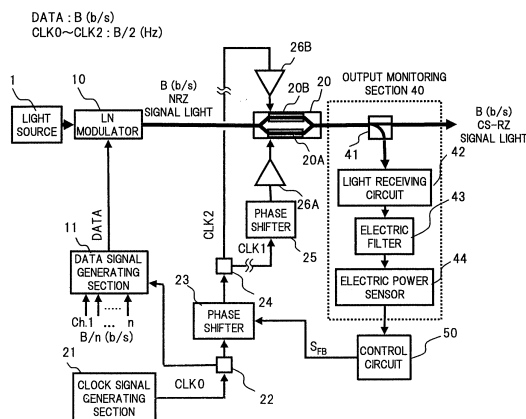 DATA : B (b/s)
CLK0～CLK2 : B/2 (Hz)
1
LIGHT
SOURCE
10
LN
MODULATOR
B (b/s)
NRZ
SIGNAL LIGHT
26B
20B
20
20A
26A
OUTPUT MONITORING
SECTION 40
41
B (b/s)
CS-RZ
SIGNAL LIGHT
42
LIGHT RECEIVING
CIRCUIT
43
ELECTRIC
FILTER
44
ELECTRIC POWER
SENSOR
DATA
CLK2
CLK1
PHASE
SHIFTER
25
11
DATA SIGNAL
GENERATING
SECTION
Ch.1 ... n
.....
B/n (b/s)
24
23
PHASE
SHIFTER
SFB
CONTROL
CIRCUIT
50
21
CLOCK SIGNAL
GENERATING
SECTION
CLK0
22